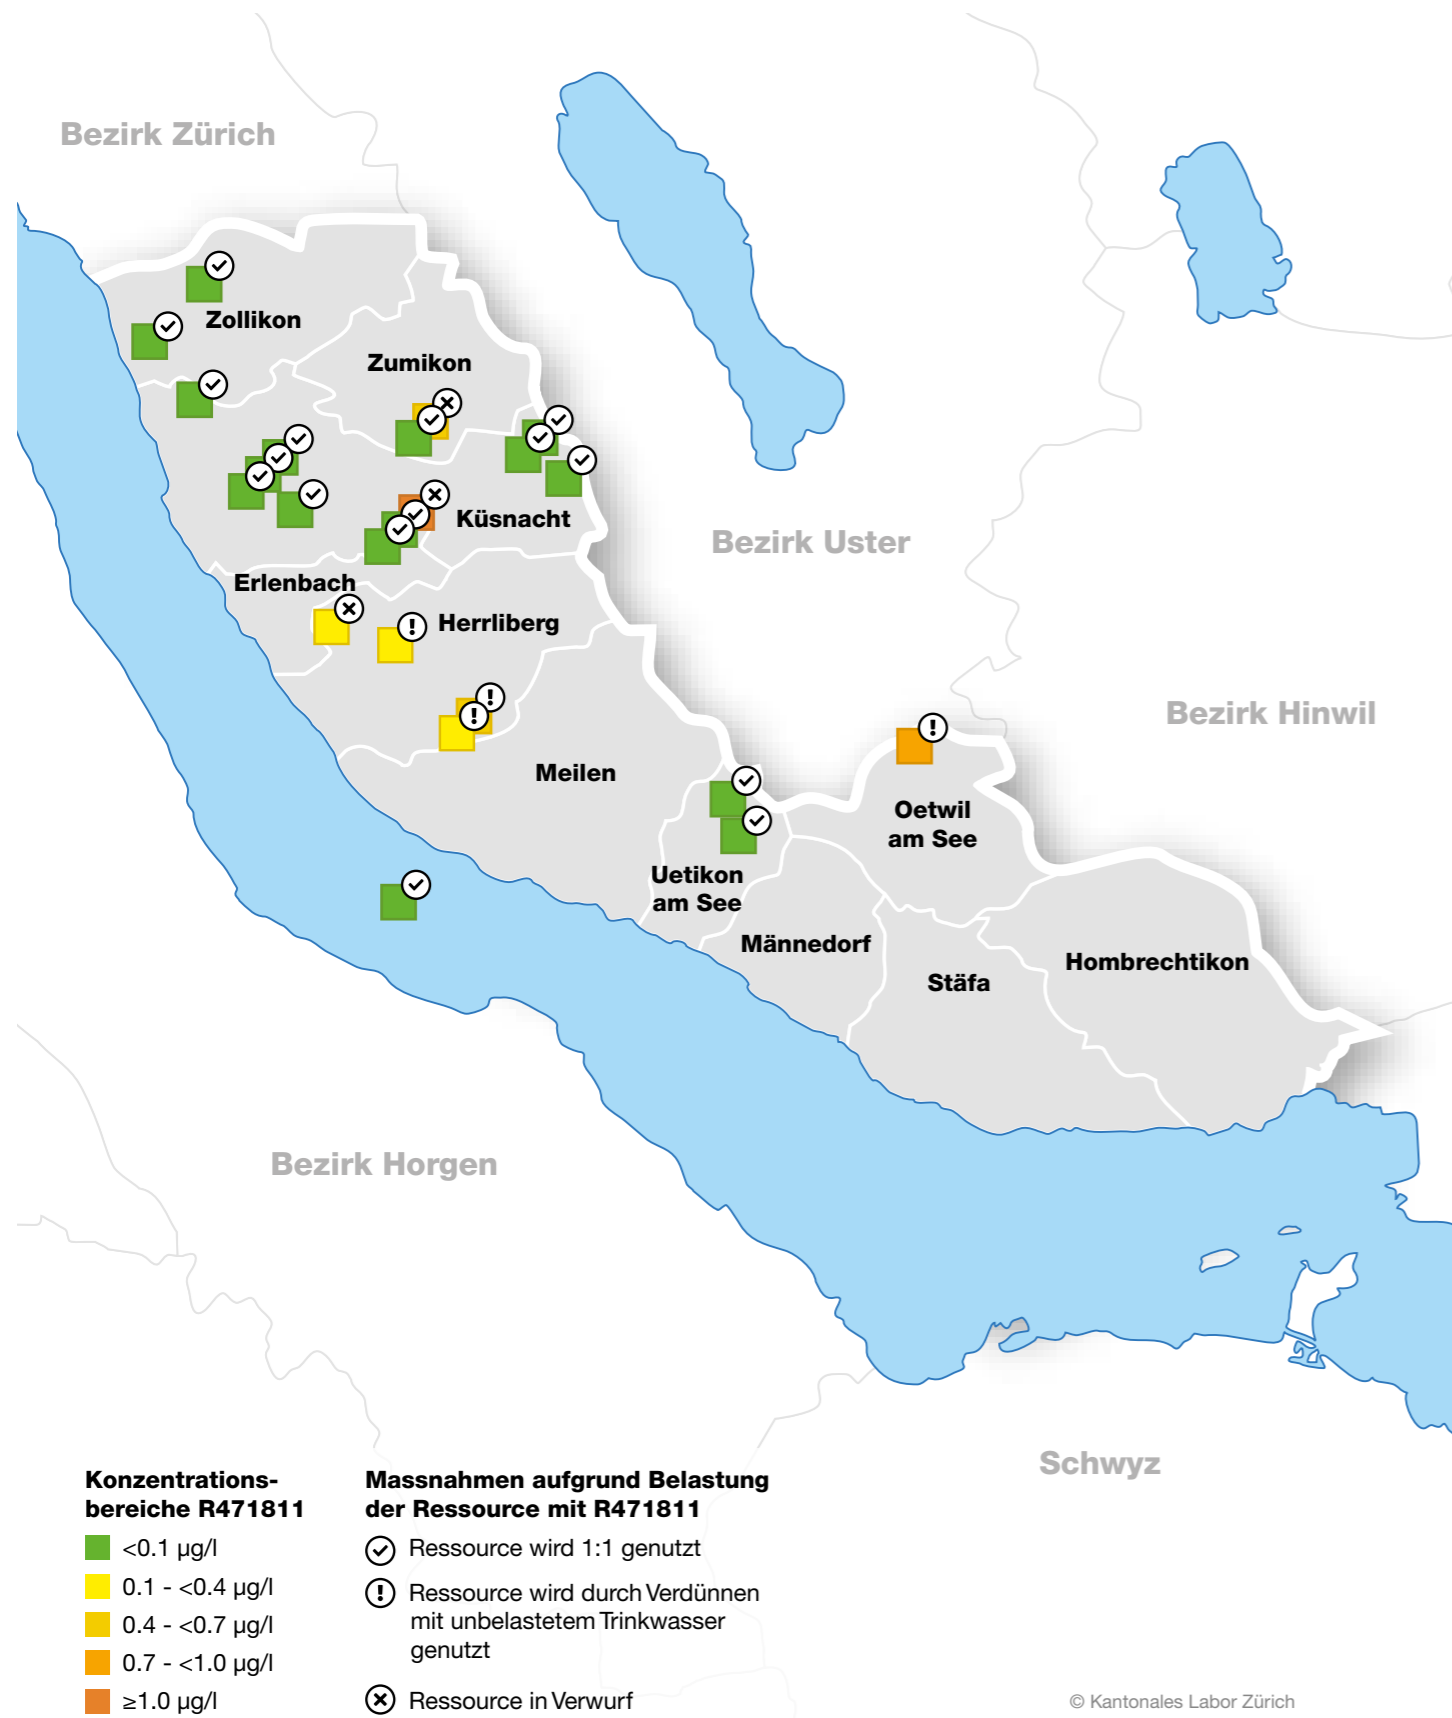 Bezirk Zürich
Zollikon
Zumikon
Küsnacht
Bezirk Uster
Erlenbach
Herrliberg
Bezirk Hinwil
Meilen
Oetwil
am See
Uetikon
am See
Männedorf
Hombrechtikon
Stäfa
Bezirk Horgen
Schwyz
Konzentrations-
bereiche R471811
<0.1 µg/l
0.1 - <0.4 µg/l
0.4 - <0.7 µg/l
0.7 - <1.0 µg/l
≥1.0 µg/l
Massnahmen aufgrund Belastung
der Ressource mit R471811
Ressource wird 1:1 genutzt
Ressource wird durch Verdünnen
mit unbelastetem Trinkwasser
genutzt
Ressource in Verwurf
© Kantonales Labor Zürich